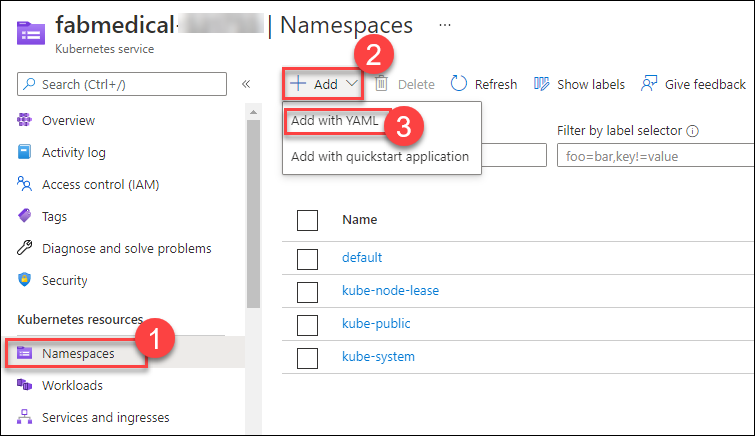 fabmedical- | Namespaces ...
Kubernetes service
Search (Ctrl+/)
«
+ Add
Delete
Refresh
Show labels
Give feedback
2
Add with YAML
3
Add with quickstart application
Filter by label selector
foo=bar,key!=value
Overview
Activity log
Access control (IAM)
Tags
Diagnose and solve problems
Security
Kubernetes resources
1
Namespaces
Workloads
Services and ingresses
Name
default
kube-node-lease
kube-public
kube-system